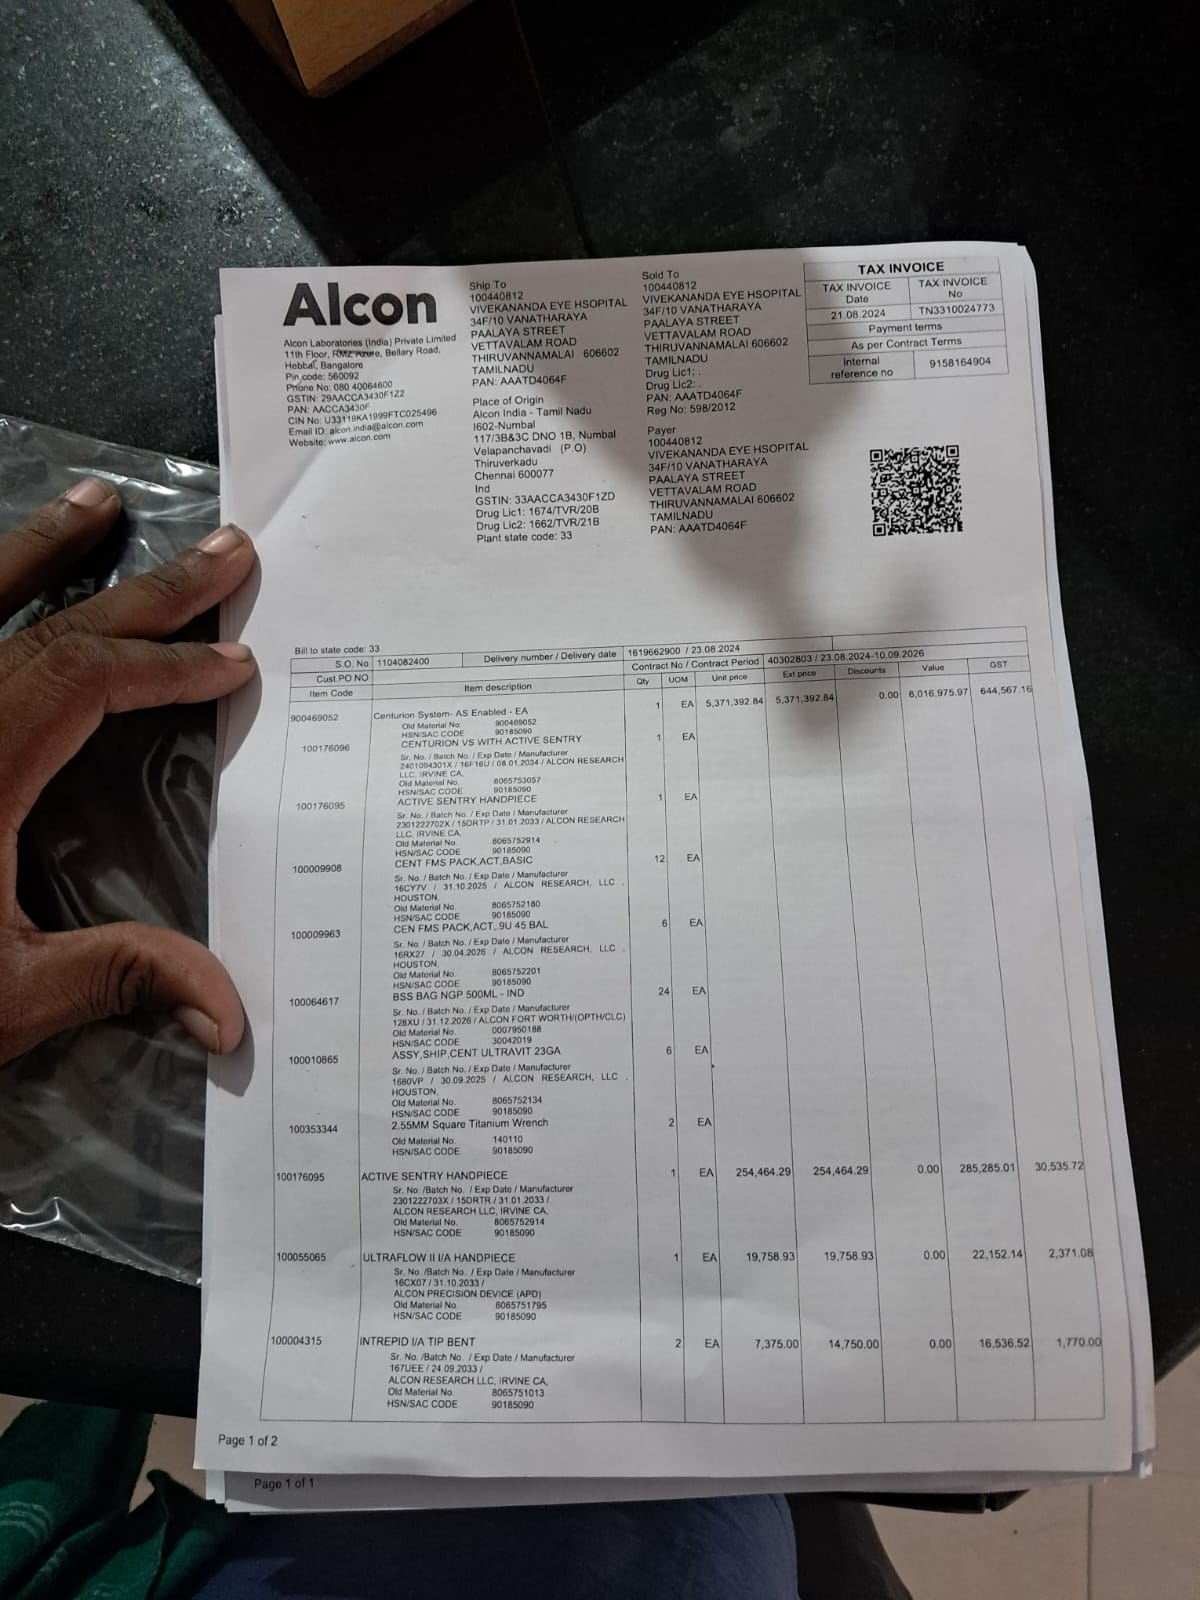 Alcon
Alcon Laboratories (India) Private Limited
11th Floor, RMZ Azure, Bellary Road,
Hebbal, Bangalore
Pin code: 560092
Phone No: 080 40064600
GSTIN: 29AACCA3430F1Z2
PAN: AACCA3430F
CIN No: U33119KA1999FTC025496
Email ID: alcon.india@alcon.com
Website: www.alcon.com
Ship To
100440812
VIVEKANANDA EYE HSOPITAL
34F/10 VANATHARAYA
PAALAYA STREET
VETTAVALAM ROAD
THIRUVANNAMALAI 606602
TAMILNADU
PAN: AAATD4064F
Place of Origin
Alcon India - Tamil Nadu
I602-Numbal
117/3B&3C DNO 1B, Numbal
Velapanchavadi (P.O)
Thiruverkadu
Chennai 600077
Ind
GSTIN: 33AACCA3430F1ZD
Drug Lic1: 1674/TVR/20B
Drug Lic2: 1662/TVR/21B
Plant state code: 33
Sold To
100440812
VIVEKANANDA EYE HSOPITAL
34F/10 VANATHARAYA
PAALAYA STREET
VETTAVALAM ROAD
THIRUVANNAMALAI 606602
TAMILNADU
Drug Lic1: .
Drug Lic2: .
PAN: AAATD4064F
Reg No: 598/2012
Payer
100440812
VIVEKANANDA EYE HSOPITAL
34F/10 VANATHARAYA
PAALAYA STREET
VETTAVALAM ROAD
THIRUVANNAMALAI 606602
TAMILNADU
PAN: AAATD4064F
TAX INVOICE
TAX INVOICE Date TAX INVOICE No
21.08.2024 TN3310024773
Payment terms
As per Contract Terms
Internal reference no 9158164904
Bill to state code: 33
S.O. No 1104082400 Delivery number / Delivery date 1619662900 / 23.08.2024
Cust.PO NO Contract No / Contract Period 40302803 / 23.08.2024-10.09.2026
Item Code Item description Qty UOM Unit price Ext price Discounts Value GST
900469052 Centurion System- AS Enabled - EA 1 EA 5,371,392.84 5,371,392.84 0.00 6,016,975.97 644,567.16
Old Material No. 900469052
HSN/SAC CODE 90185090
100176096 CENTURION VS WITH ACTIVE SENTRY 1 EA
Sr. No. / Batch No. / Exp Date / Manufacturer
2401094301X / 16F16U / 08.01.2034 / ALCON RESEARCH
LLC, IRVINE CA,
Old Material No. 8065753057
HSN/SAC CODE 90185090
100176095 ACTIVE SENTRY HANDPIECE 1 EA
Sr. No. / Batch No. / Exp Date / Manufacturer
2301222702X / 15DRTP / 31.01.2033 / ALCON RESEARCH
LLC, IRVINE CA,
Old Material No. 8065752914
HSN/SAC CODE 90185090
100009908 CENT FMS PACK,ACT,BASIC 12 EA
Sr. No. / Batch No. / Exp Date / Manufacturer
16CY7V / 31.10.2025 / ALCON RESEARCH, LLC .
HOUSTON,
Old Material No. 8065752180
HSN/SAC CODE 90185090
100009963 CEN FMS PACK,ACT,.9U 45 BAL 6 EA
Sr. No. / Batch No. / Exp Date / Manufacturer
16RX27 / 30.04.2026 / ALCON RESEARCH, LLC .
HOUSTON,
Old Material No. 8065752201
HSN/SAC CODE 90185090
100064617 BSS BAG NGP 500ML - IND 24 EA
Sr. No. / Batch No. / Exp Date / Manufacturer
128XU / 31.12.2026 / ALCON FORT WORTH/(OPTH/CLC)
Old Material No. 0007950188
HSN/SAC CODE 30042019
100010865 ASSY,SHIP,CENT ULTRAVIT 23GA 6 EA
Sr. No. / Batch No. / Exp Date / Manufacturer
1680VP / 30.09.2025 / ALCON RESEARCH, LLC .
HOUSTON,
Old Material No. 8065752134
HSN/SAC CODE 90185090
100353344 2.55MM Square Titanium Wrench 2 EA
Old Material No. 140110
HSN/SAC CODE 90185090
100176095 ACTIVE SENTRY HANDPIECE 1 EA 254,464.29 254,464.29 0.00 285,285.01 30,535.72
Sr. No. /Batch No. / Exp Date / Manufacturer
2301222703X / 15DRTR / 31.01.2033 /
ALCON RESEARCH LLC, IRVINE CA,
Old Material No. 8065752914
HSN/SAC CODE 90185090
100055065 ULTRAFLOW II I/A HANDPIECE 1 EA 19,758.93 19,758.93 0.00 22,152.14 2,371.08
Sr. No. /Batch No. / Exp Date / Manufacturer
16CX07 / 31.10.2033 /
ALCON PRECISION DEVICE (APD)
Old Material No. 8065751795
HSN/SAC CODE 90185090
100004315 INTREPID I/A TIP BENT 2 EA 7,375.00 14,750.00 0.00 16,536.52 1,770.00
Sr. No. /Batch No. / Exp Date / Manufacturer
167UEE / 24.09.2033 /
ALCON RESEARCH LLC, IRVINE CA,
Old Material No. 8065751013
HSN/SAC CODE 90185090
Page 1 of 2
Page 1 of 1